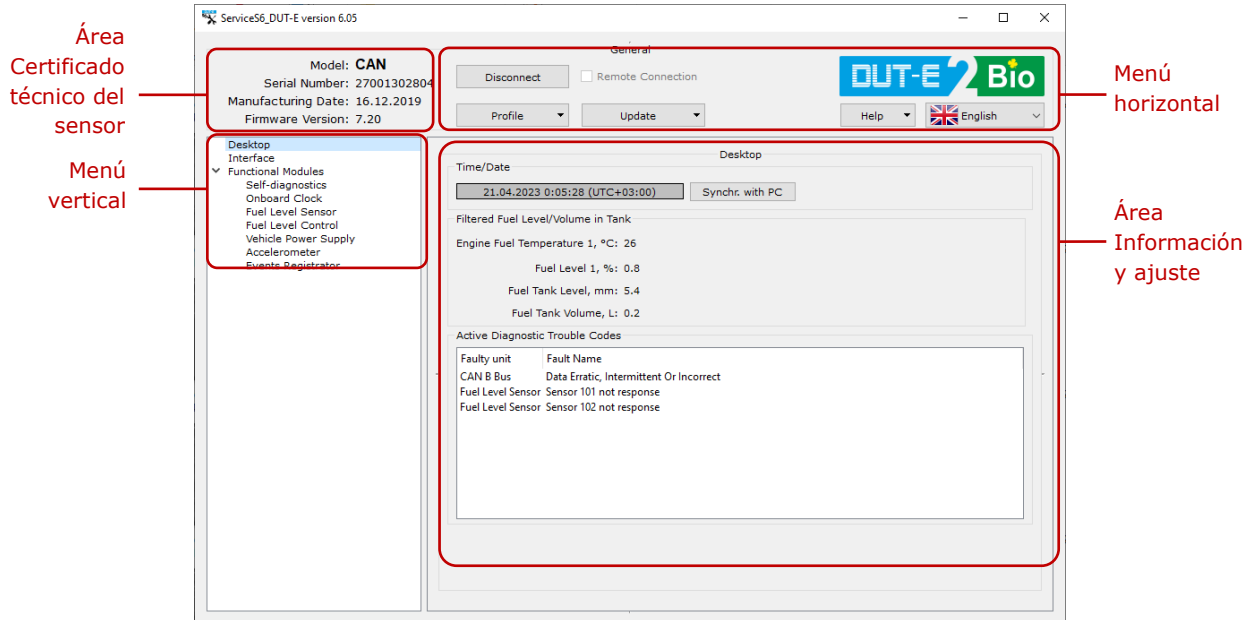 ServiceS6_DUT-E version 6.05
Área
Certificado
técnico del
sensor
Model: CAN
Serial Number: 27001302804
Manufacturing Date: 16.12.2019
Firmware Version: 7.20
General
Disconnect
Remote Connection
Profile
Update
DUT-E 2 Bio
Help
English
Menú
horizontal
Menú
vertical
Desktop
Interface
Functional Modules
Self-diagnostics
Onboard Clock
Fuel Level Sensor
Fuel Level Control
Vehicle Power Supply
Accelerometer
Events Registrator
Desktop
Time/Date
21.04.2023 0:05:28 (UTC+03:00)
Synchr. with PC
Filtered Fuel Level/Volume in Tank
Engine Fuel Temperature 1, °C: 26
Fuel Level 1, %: 0.8
Fuel Tank Level, mm: 5.4
Fuel Tank Volume, L: 0.2
Active Diagnostic Trouble Codes
Faulty unit Fault Name
CAN B Bus Data Erratic, Intermittent Or Incorrect
Fuel Level Sensor Sensor 101 not response
Fuel Level Sensor Sensor 102 not response
Área
Información
y ajuste